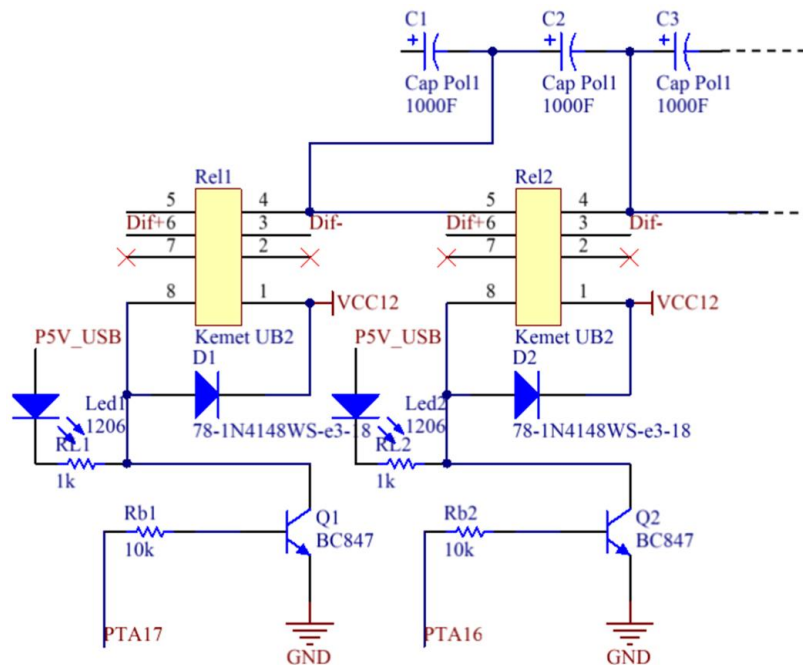 C1 C2 C3
+ + +
Cap Pol1 Cap Pol1 Cap Pol1
1000F 1000F 1000F
Rel1 Rel2
5 4 5 4
Dif+ 6 3 Dif- Dif+ 6 3 Dif-
7 2 7 2
8 1 VCC12 8 1 VCC12
P5V_USB Kemet UB2 P5V_USB Kemet UB2
D1 D2
Led1 Led2
1206 78-1N4148WS-e3-18 1206 78-1N4148WS-e3-18
RL1 RL2
1k 1k
Rb1 Q1 Rb2 Q2
10k BC847 10k BC847
PTA17 GND PTA16 GND